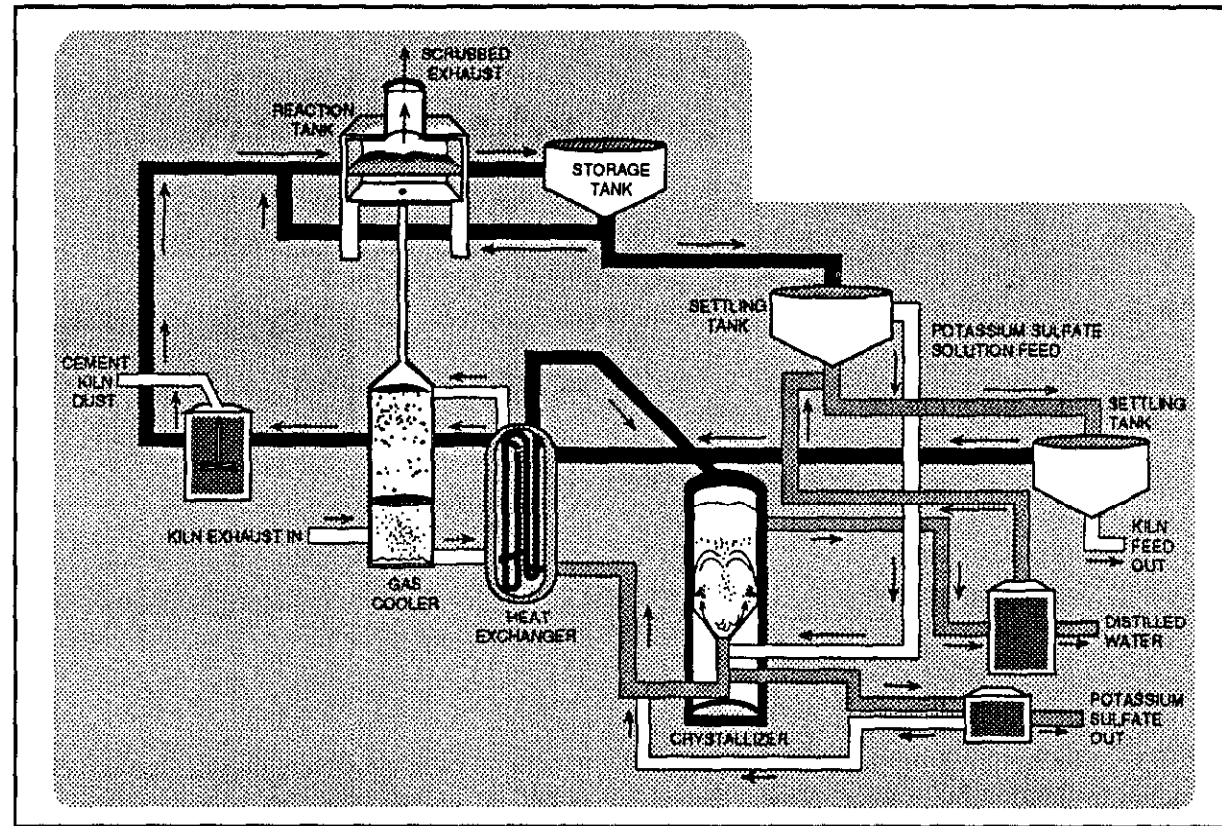 SCRUBBED
EXHAUST
REACTION
TANK
STORAGE
TANK
SETTLING
TANK
POTASSIUM SULFATE
SOLUTION FEED
CEMENT
KILN
DUST
SETTLING
TANK
KILN EXHAUST IN
GAS
COOLER
HEAT
EXCHANGER
KILN
FEED
OUT
DISTILLED
WATER
CRYSTALLIZER
POTASSIUM
SULFATE
OUT